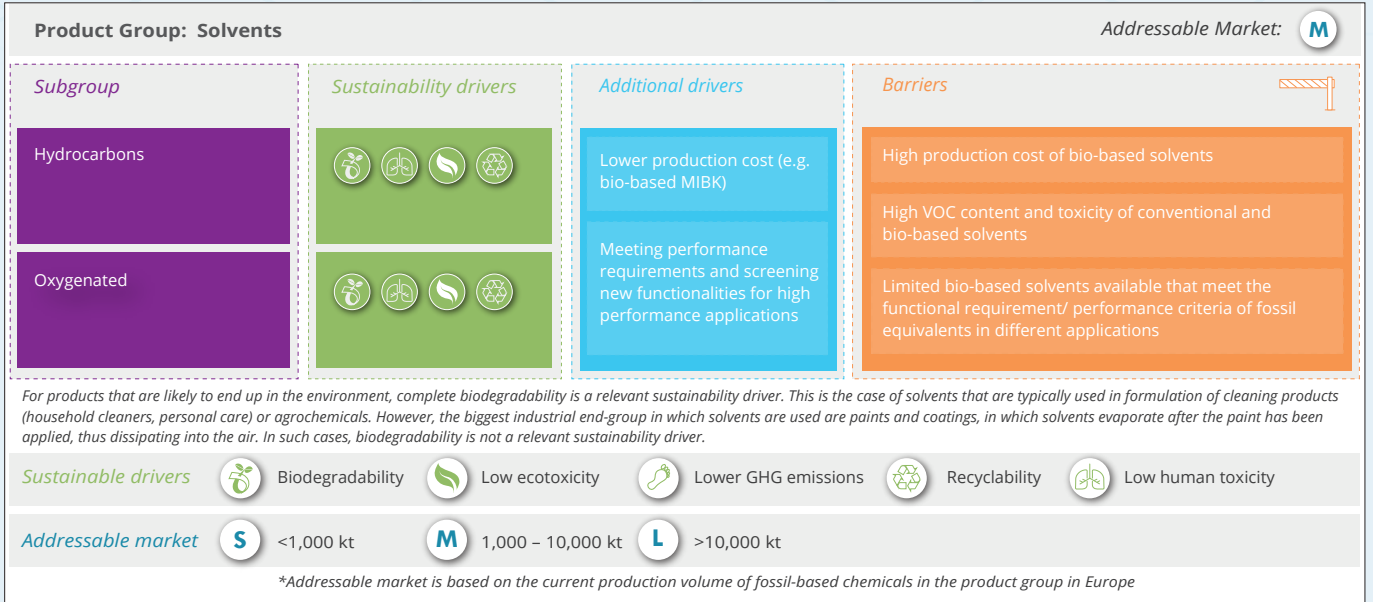 Product Group:  Solvents
Addressable Market:
M
Subgroup
Sustainability drivers
Additional drivers
Barriers
Hydrocarbons
Lower production cost (e.g.
bio-based MIBK)
High production cost of bio-based solvents
High VOC content and toxicity of conventional and
bio-based solvents
Oxygenated
Meeting performance
requirements and screening
new functionalities for high
performance applications
Limited bio-based solvents available that meet the
functional requirement/ performance criteria of fossil
equivalents in different applications
For products that are likely to end up in the environment, complete biodegradability is a relevant sustainability driver. This is the case of solvents that are typically used in formulation of cleaning products
(household cleaners, personal care) or agrochemicals. However, the biggest industrial end-group in which solvents are used are paints and coatings, in which solvents evaporate after the paint has been
applied, thus dissipating into the air. In such cases, biodegradability is not a relevant sustainability driver.
Sustainable drivers
Biodegradability
Low ecotoxicity
Lower GHG emissions
Recyclability
Low human toxicity
Addressable market
S
<1,000 kt
M
1,000 – 10,000 kt
L
>10,000 kt
*Addressable market is based on the current production volume of fossil-based chemicals in the product group in Europe